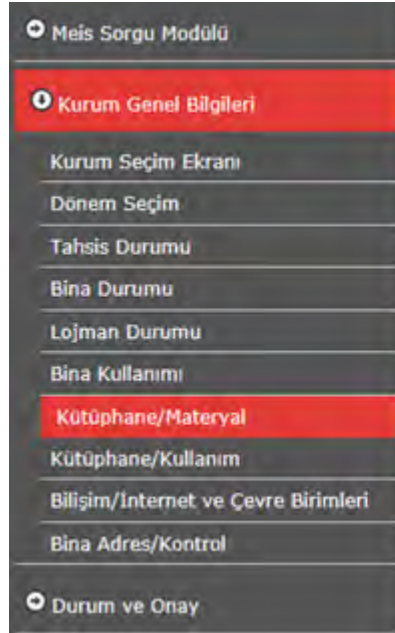 Meis Sorgu Modülü
Kurum Genel Bilgileri
Kurum Seçim Ekranı
Dönem Seçim
Tahsis Durumu
Bina Durumu
Lojman Durumu
Bina Kullanımı
Kütüphane/Materyal
Kütüphane/Kullanım
Bilişim/İnternet ve Çevre Birimleri
Bina Adres/Kontrol
Durum ve Onay